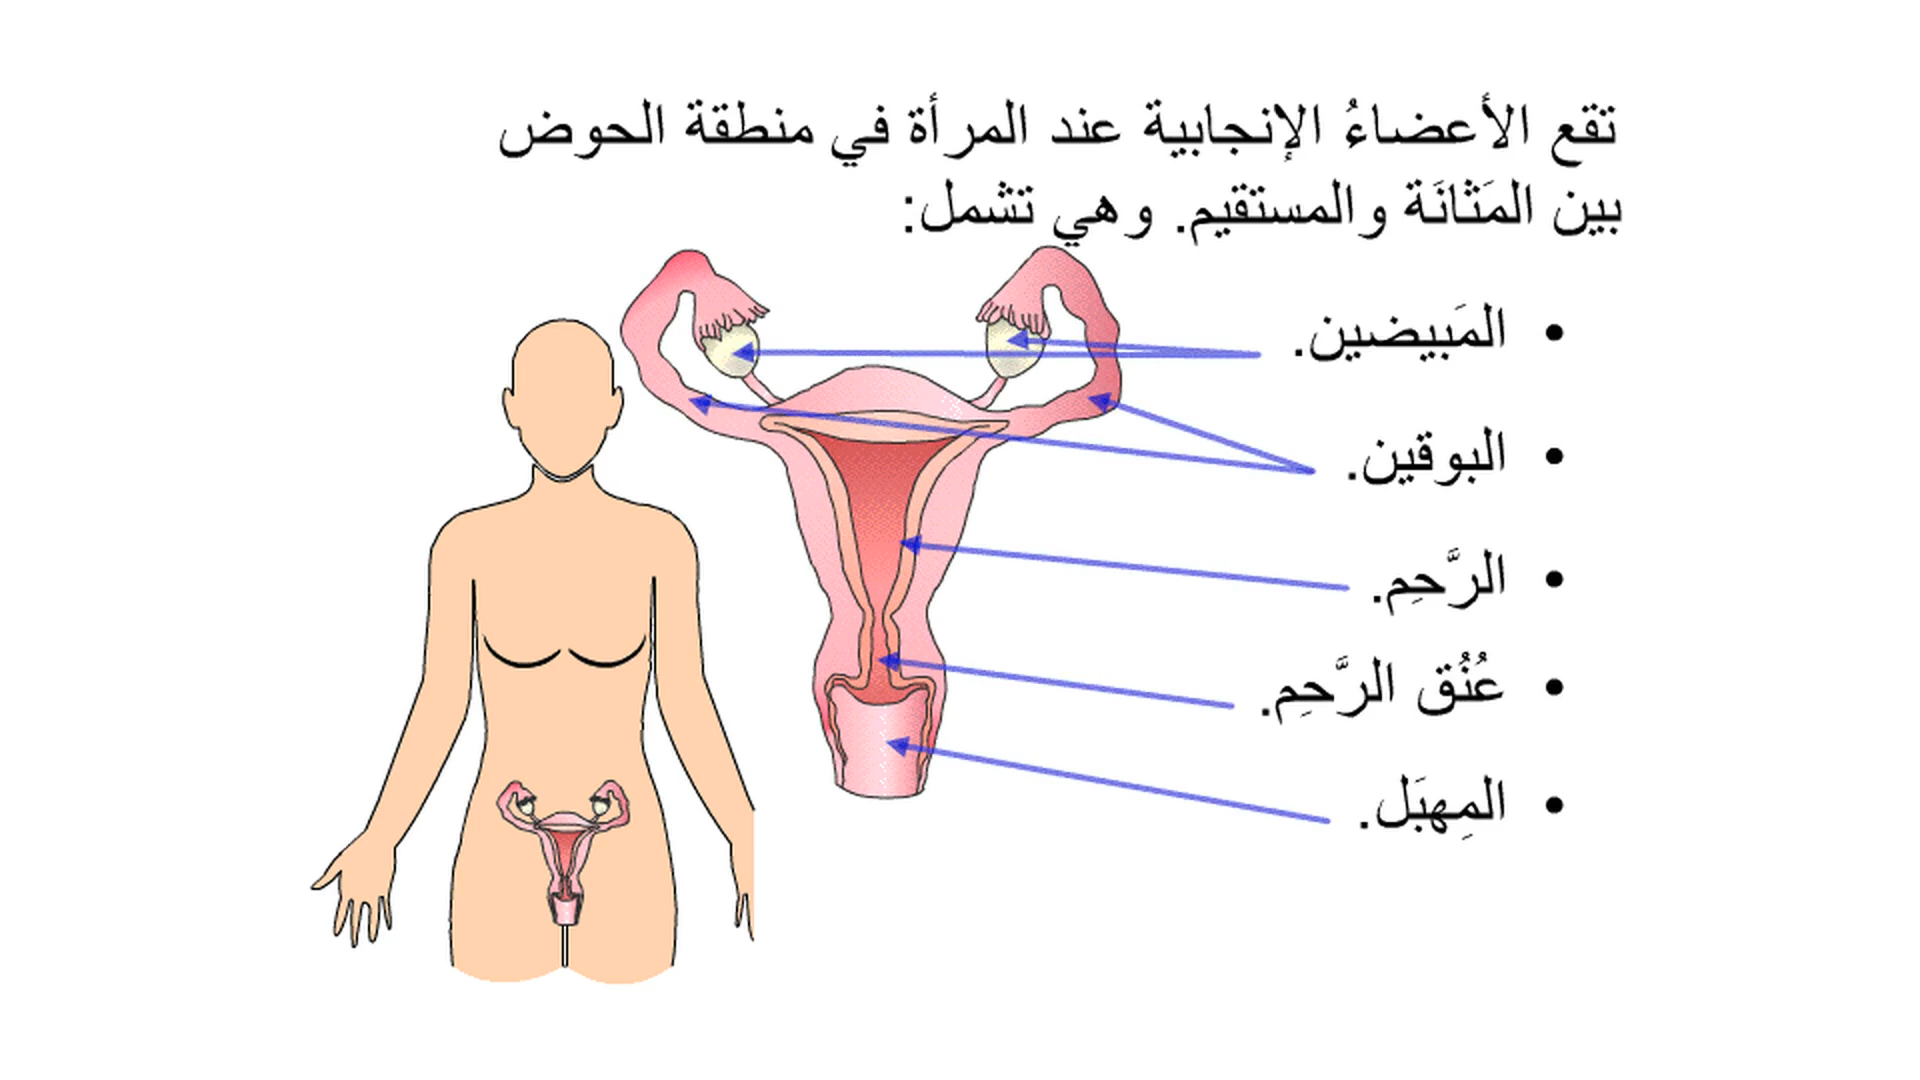 تقع الأعضاءُ الإنجابية عند المرأة في منطقة الحوض
بين المَثانَة والمستقيم. وهي تشمل:
• المَبيضين.
• البوقين.
• الرَّحِم.
• عُنُق الرَّحِم.
• المِهبَل.